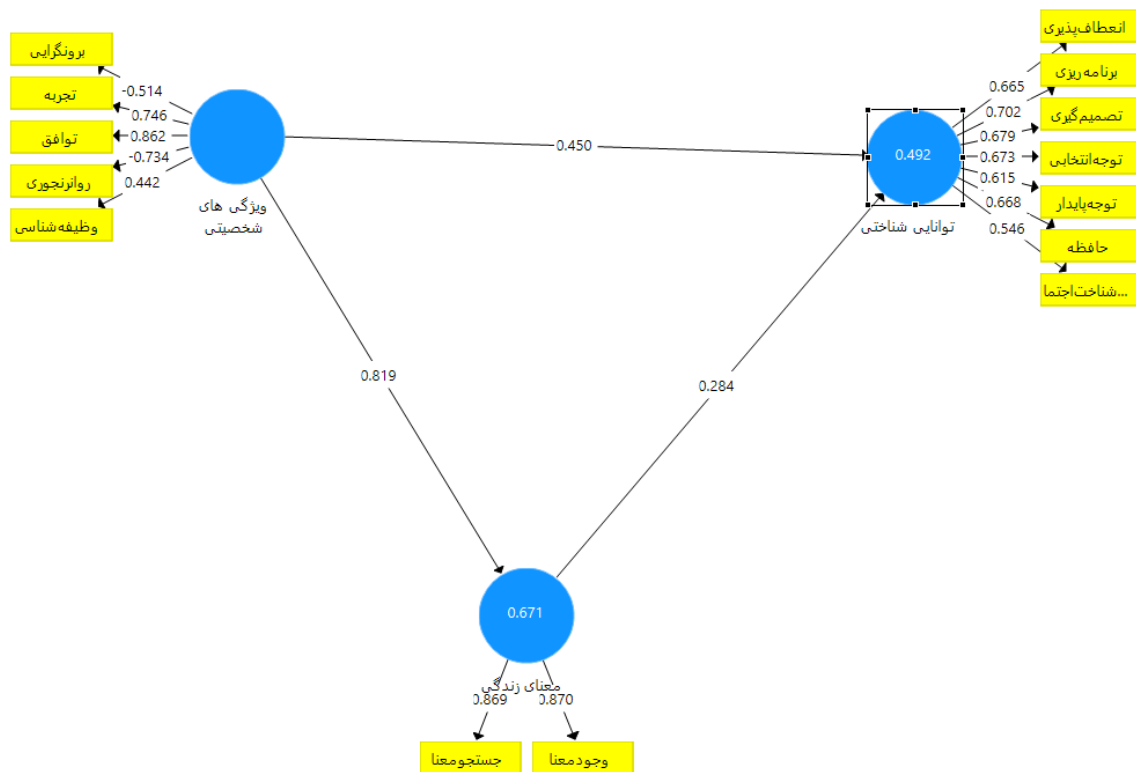 برونگرایی
تجربه
توافق
روانرنجوری
وظیفه‌شناسی
-0.514
0.746
0.862
-0.734
0.442
ویژگی های
شخصیتی
0.450
0.492
توانایی شناختی
0.665
0.702
0.679
0.673
0.615
0.668
0.546
انعطاف‌پذیری
برنامه‌ریزی
تصمیم‌گیری
توجه‌انتخابی
توجه‌پایدار
حافظه
شناخت‌اجتما...
0.819
0.284
0.671
معنای زندگی
0.869
0.870
جستجومعنا
وجودمعنا